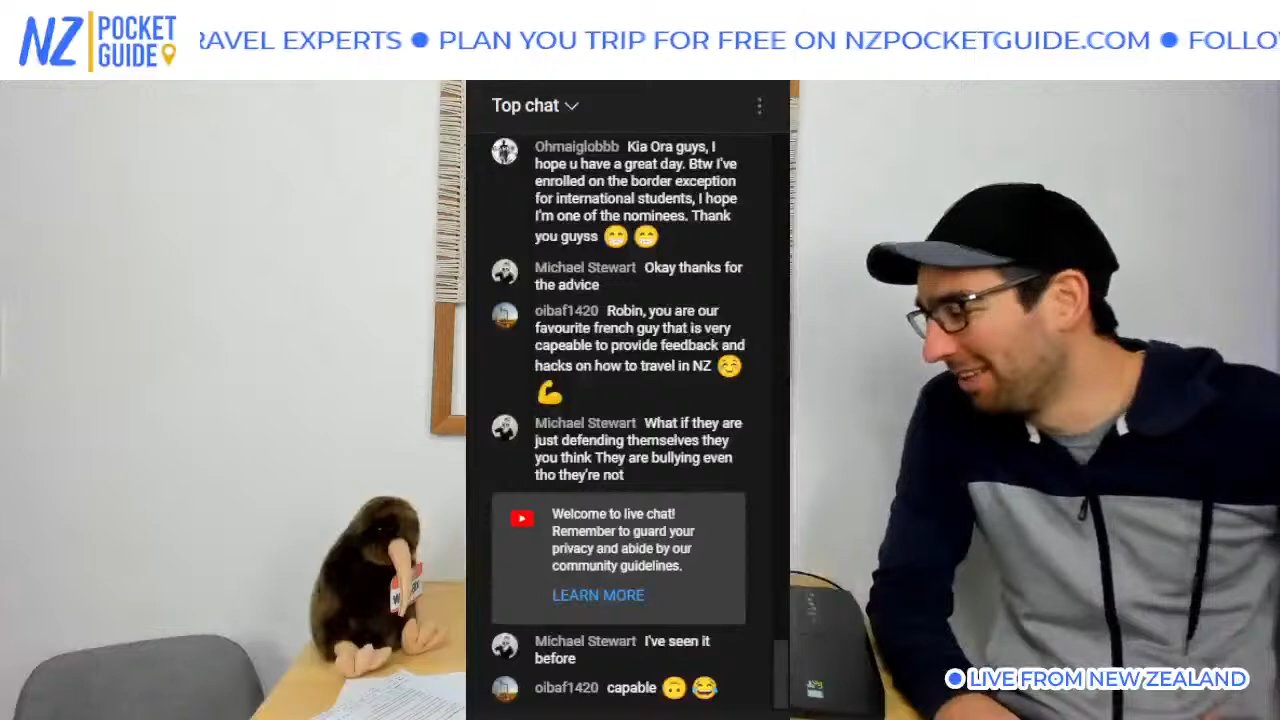 NZ POCKET GUIDE
RAVEL EXPERTS ● PLAN YOU TRIP FOR FREE ON NZPOCKETGUIDE.COM ● FOLLO
Top chat
Ohmaiglobbb Kia Ora guys, I
hope u have a great day. Btw I've
enrolled on the border exception
for international students, I hope
I'm one of the nominees. Thank
you guyss 😁 😁
Michael Stewart Okay thanks for
the advice
oibaf1420 Robin, you are our
favourite french guy that is very
capeable to provide feedback and
hacks on how to travel in NZ ☺️
💪
Michael Stewart What if they are
just defending themselves they
you think They are bullying even
tho they're not
Welcome to live chat!
Remember to guard your
privacy and abide by our
community guidelines.
LEARN MORE
Michael Stewart I've seen it
before
oibaf1420 capable 🙃 😂
LIVE FROM NEW ZEALAND